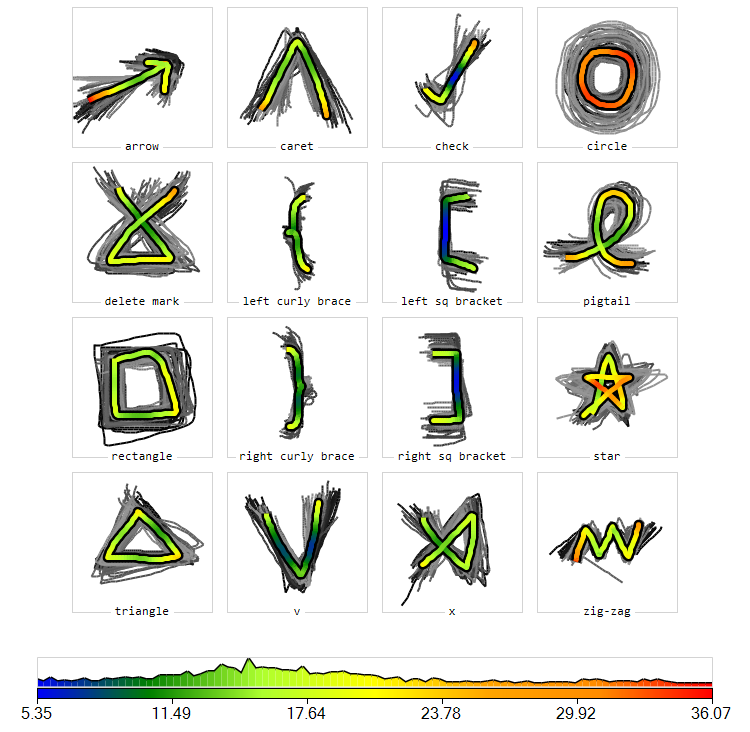 arrow caret check circle
delete mark left curly brace left sq bracket pigtail
rectangle right curly brace right sq bracket star
triangle v x zig-zag
5.35 11.49 17.64 23.78 29.92 36.07